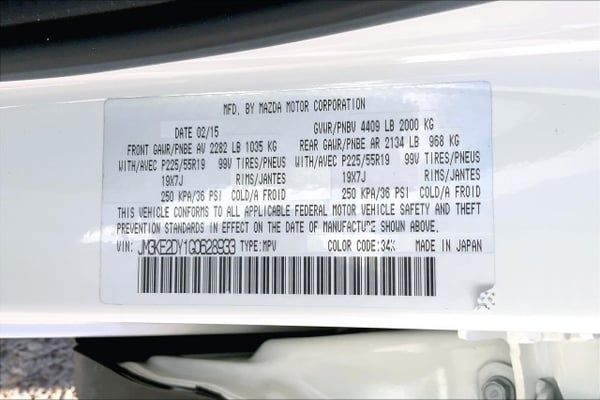 MFD. BY MAZDA MOTOR CORPORATION
DATE 02/15 GVWR/PNBV 4409 LB 2000 KG
FRONT GAWR/PNBE AV 2282 LB 1035 KG REAR GAWR/PNBE AR 2134 LB 968 KG
WITH/AVEC P225/55R19 99V TIRES/PNEUS WITH/AVEC P225/55R19 99V TIRES/PNEUS
19X7J RIMS/JANTES 19X7J RIMS/JANTES
250 KPA/36 PSI COLD/A FROID 250 KPA/36 PSI COLD/A FROID
THIS VEHICLE CONFORMS TO ALL APPLICABLE FEDERAL MOTOR VEHICLE SAFETY AND THEFT
PREVENTION STANDARDS IN EFFECT ON THE DATE OF MANUFACTURE SHOWN ABOVE.
VIN: JM3KE2DY1G0628933 TYPE:MPV COLOR CODE:34K MADE IN JAPAN